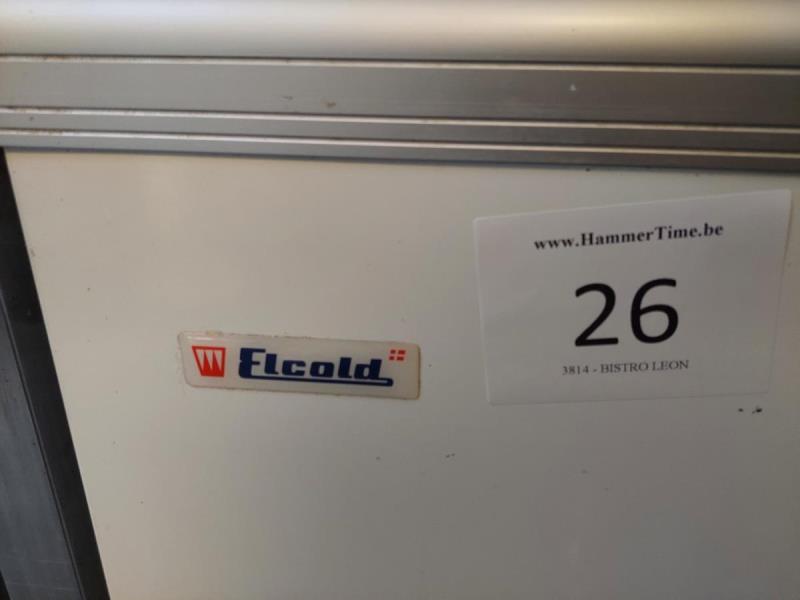 www.HammerTime.be
26
3814 - BISTRO LEON
Elcold